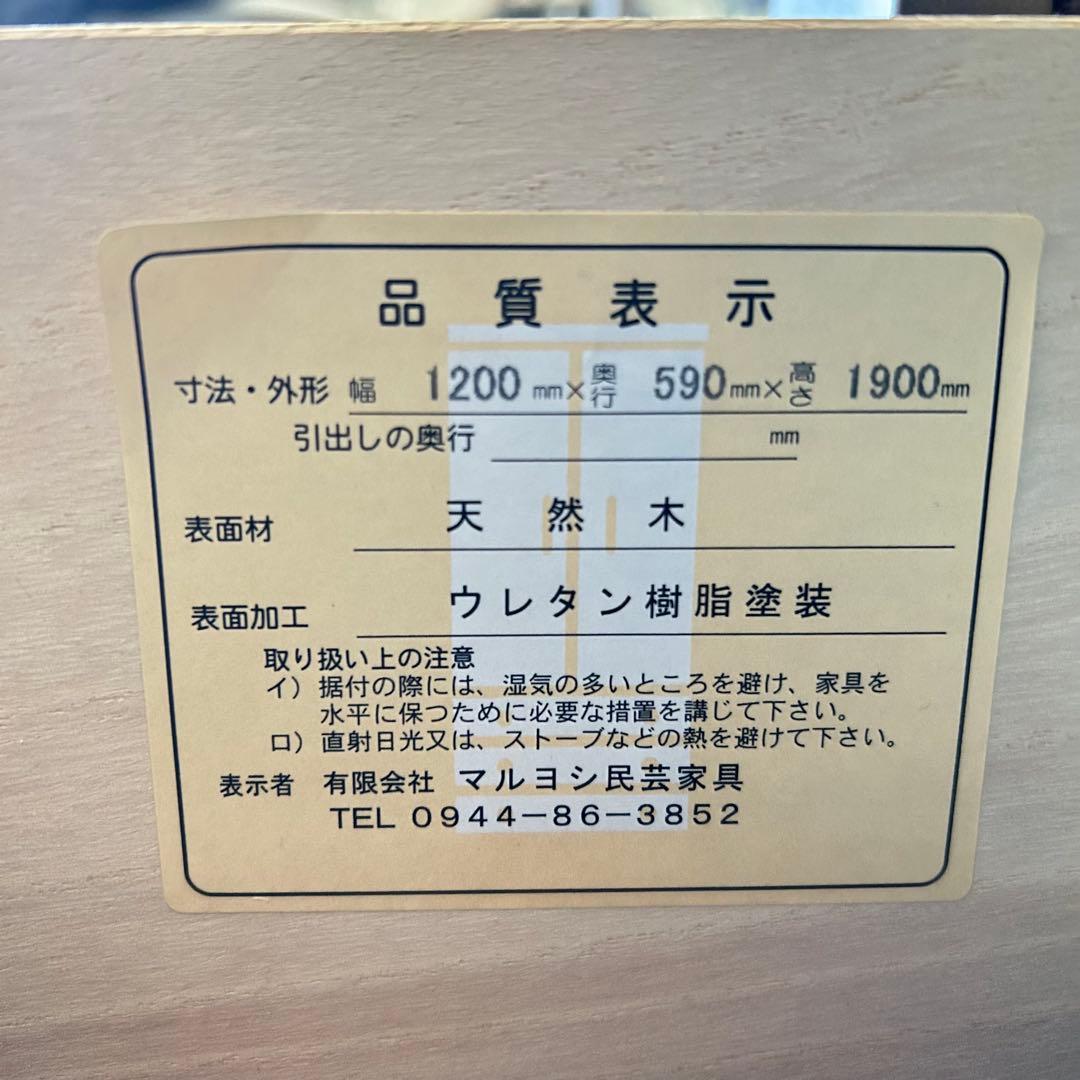 品質表示
寸法・外形 幅 1200mm×奥行 590mm×高さ 1900mm
引出しの奥行 mm
表面材 天然木
表面加工 ウレタン樹脂塗装
取り扱い上の注意
イ）据付の際には、湿気の多いところを避け、家具を
水平に保つために必要な措置を講じて下さい。
ロ）直射日光又は、ストーブなどの熱を避けて下さい。
表示者 有限会社 マルヨシ民芸家具
TEL 0944－86－3852